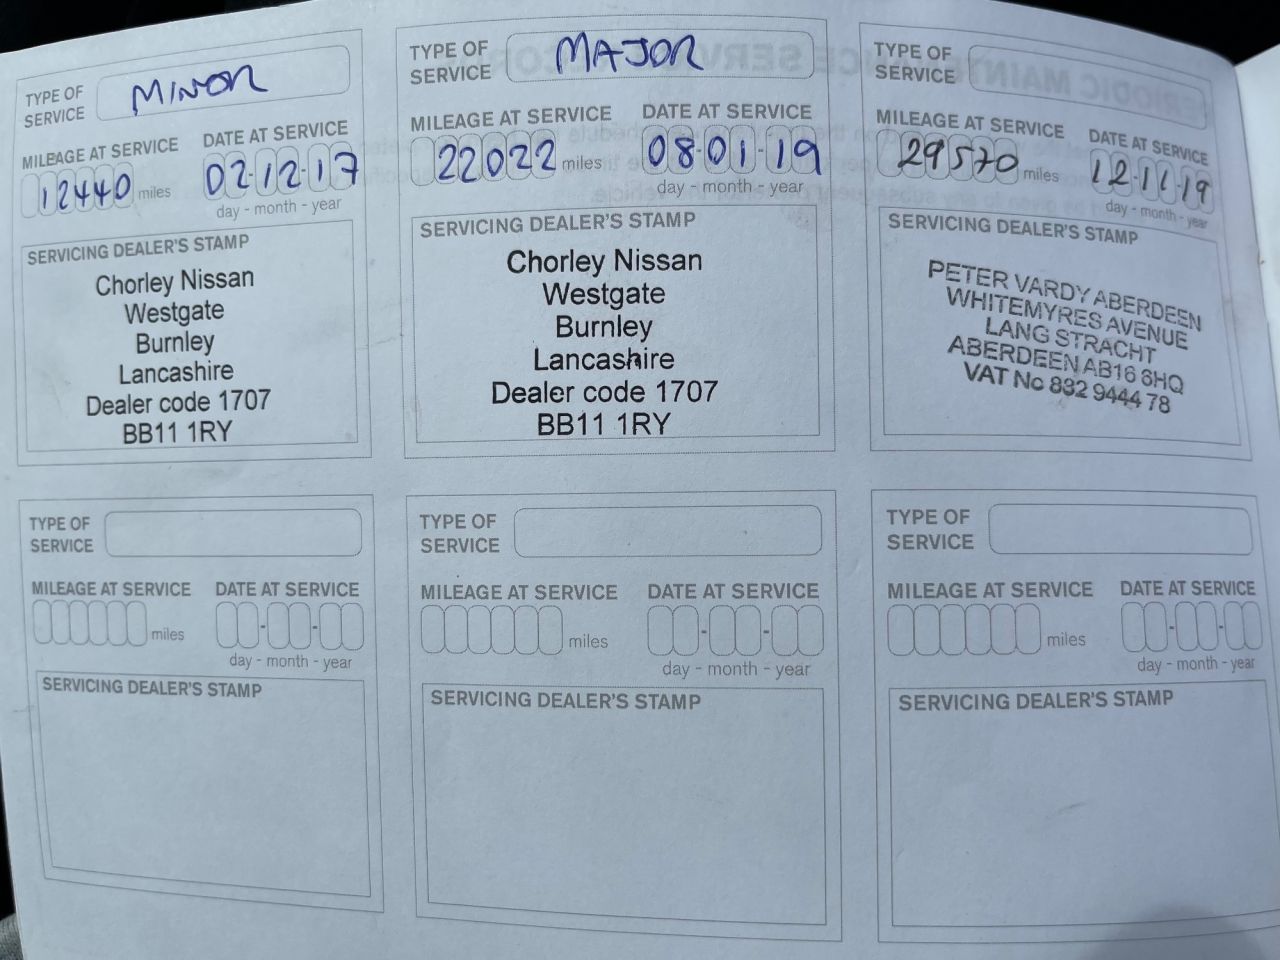 TYPE OF
SERVICE
MINOR
MILEAGE AT SERVICE
12440 miles
DATE AT SERVICE
02-12-17
day - month - year
SERVICING DEALER'S STAMP
Chorley Nissan
Westgate
Burnley
Lancashire
Dealer code 1707
BB11 1RY
TYPE OF
SERVICE
MAJOR
MILEAGE AT SERVICE
22022 miles
DATE AT SERVICE
08-01-19
day - month - year
SERVICING DEALER'S STAMP
Chorley Nissan
Westgate
Burnley
Lancashire
Dealer code 1707
BB11 1RY
TYPE OF
SERVICE
MILEAGE AT SERVICE
29570 miles
DATE AT SERVICE
12-11-19
day - month - year
SERVICING DEALER'S STAMP
PETER VARDY ABERDEEN
WHITEMYRES AVENUE
LANG STRACHT
ABERDEEN AB16 6HQ
VAT No 832 9444 78
TYPE OF
SERVICE
MILEAGE AT SERVICE
miles
DATE AT SERVICE
day - month - year
SERVICING DEALER'S STAMP
TYPE OF
SERVICE
MILEAGE AT SERVICE
miles
DATE AT SERVICE
day - month - year
SERVICING DEALER'S STAMP
TYPE OF
SERVICE
MILEAGE AT SERVICE
miles
DATE AT SERVICE
day - month - year
SERVICING DEALER'S STAMP